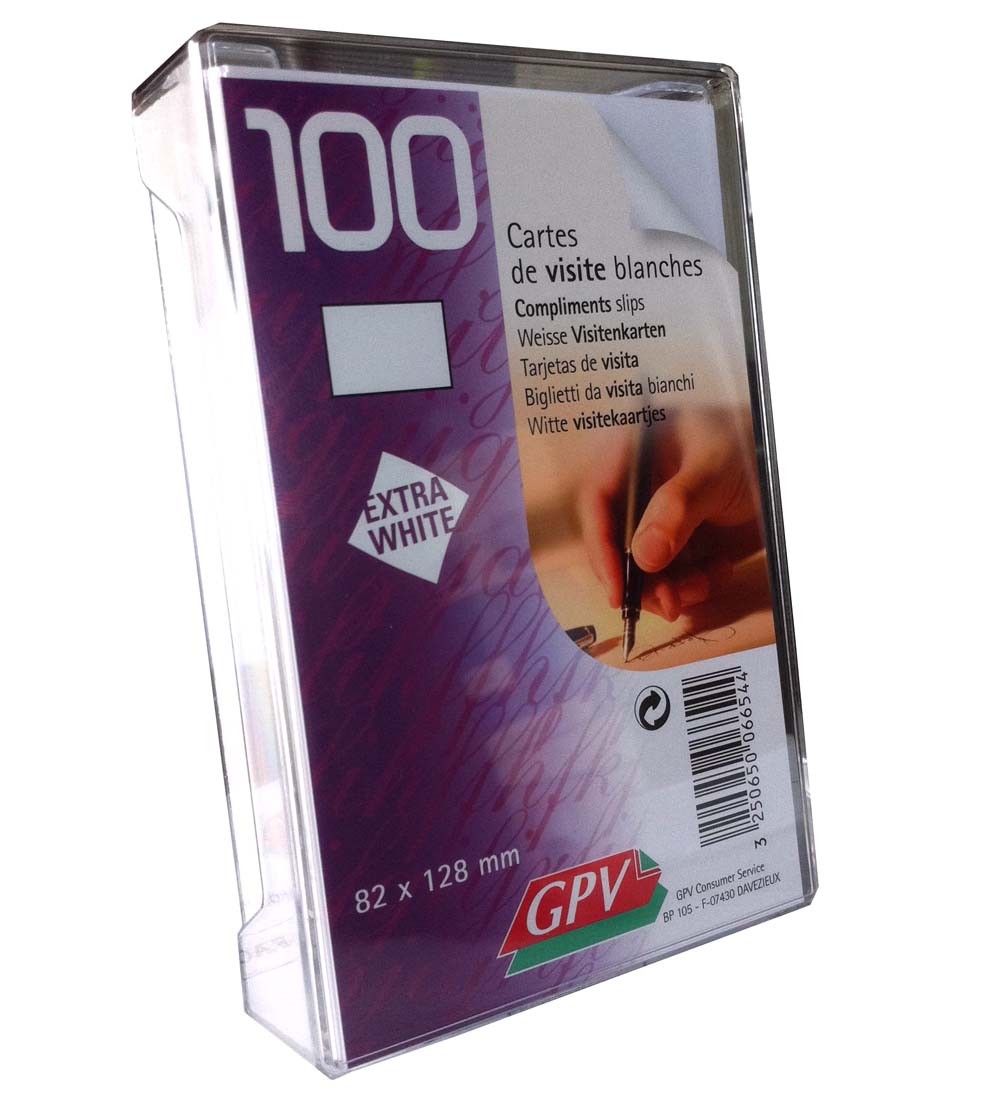 100
Cartes
de visite blanches
Compliments slips
Weisse Visitenkarten
Tarjetas de visita
Biglietti da visita bianchi
Witte visitekaartjes
EXTRA
WHITE
3 250650 066544
82 x 128 mm
GPV
GPV Consumer Service
BP 105 - F-07430 DAVEZIEUX